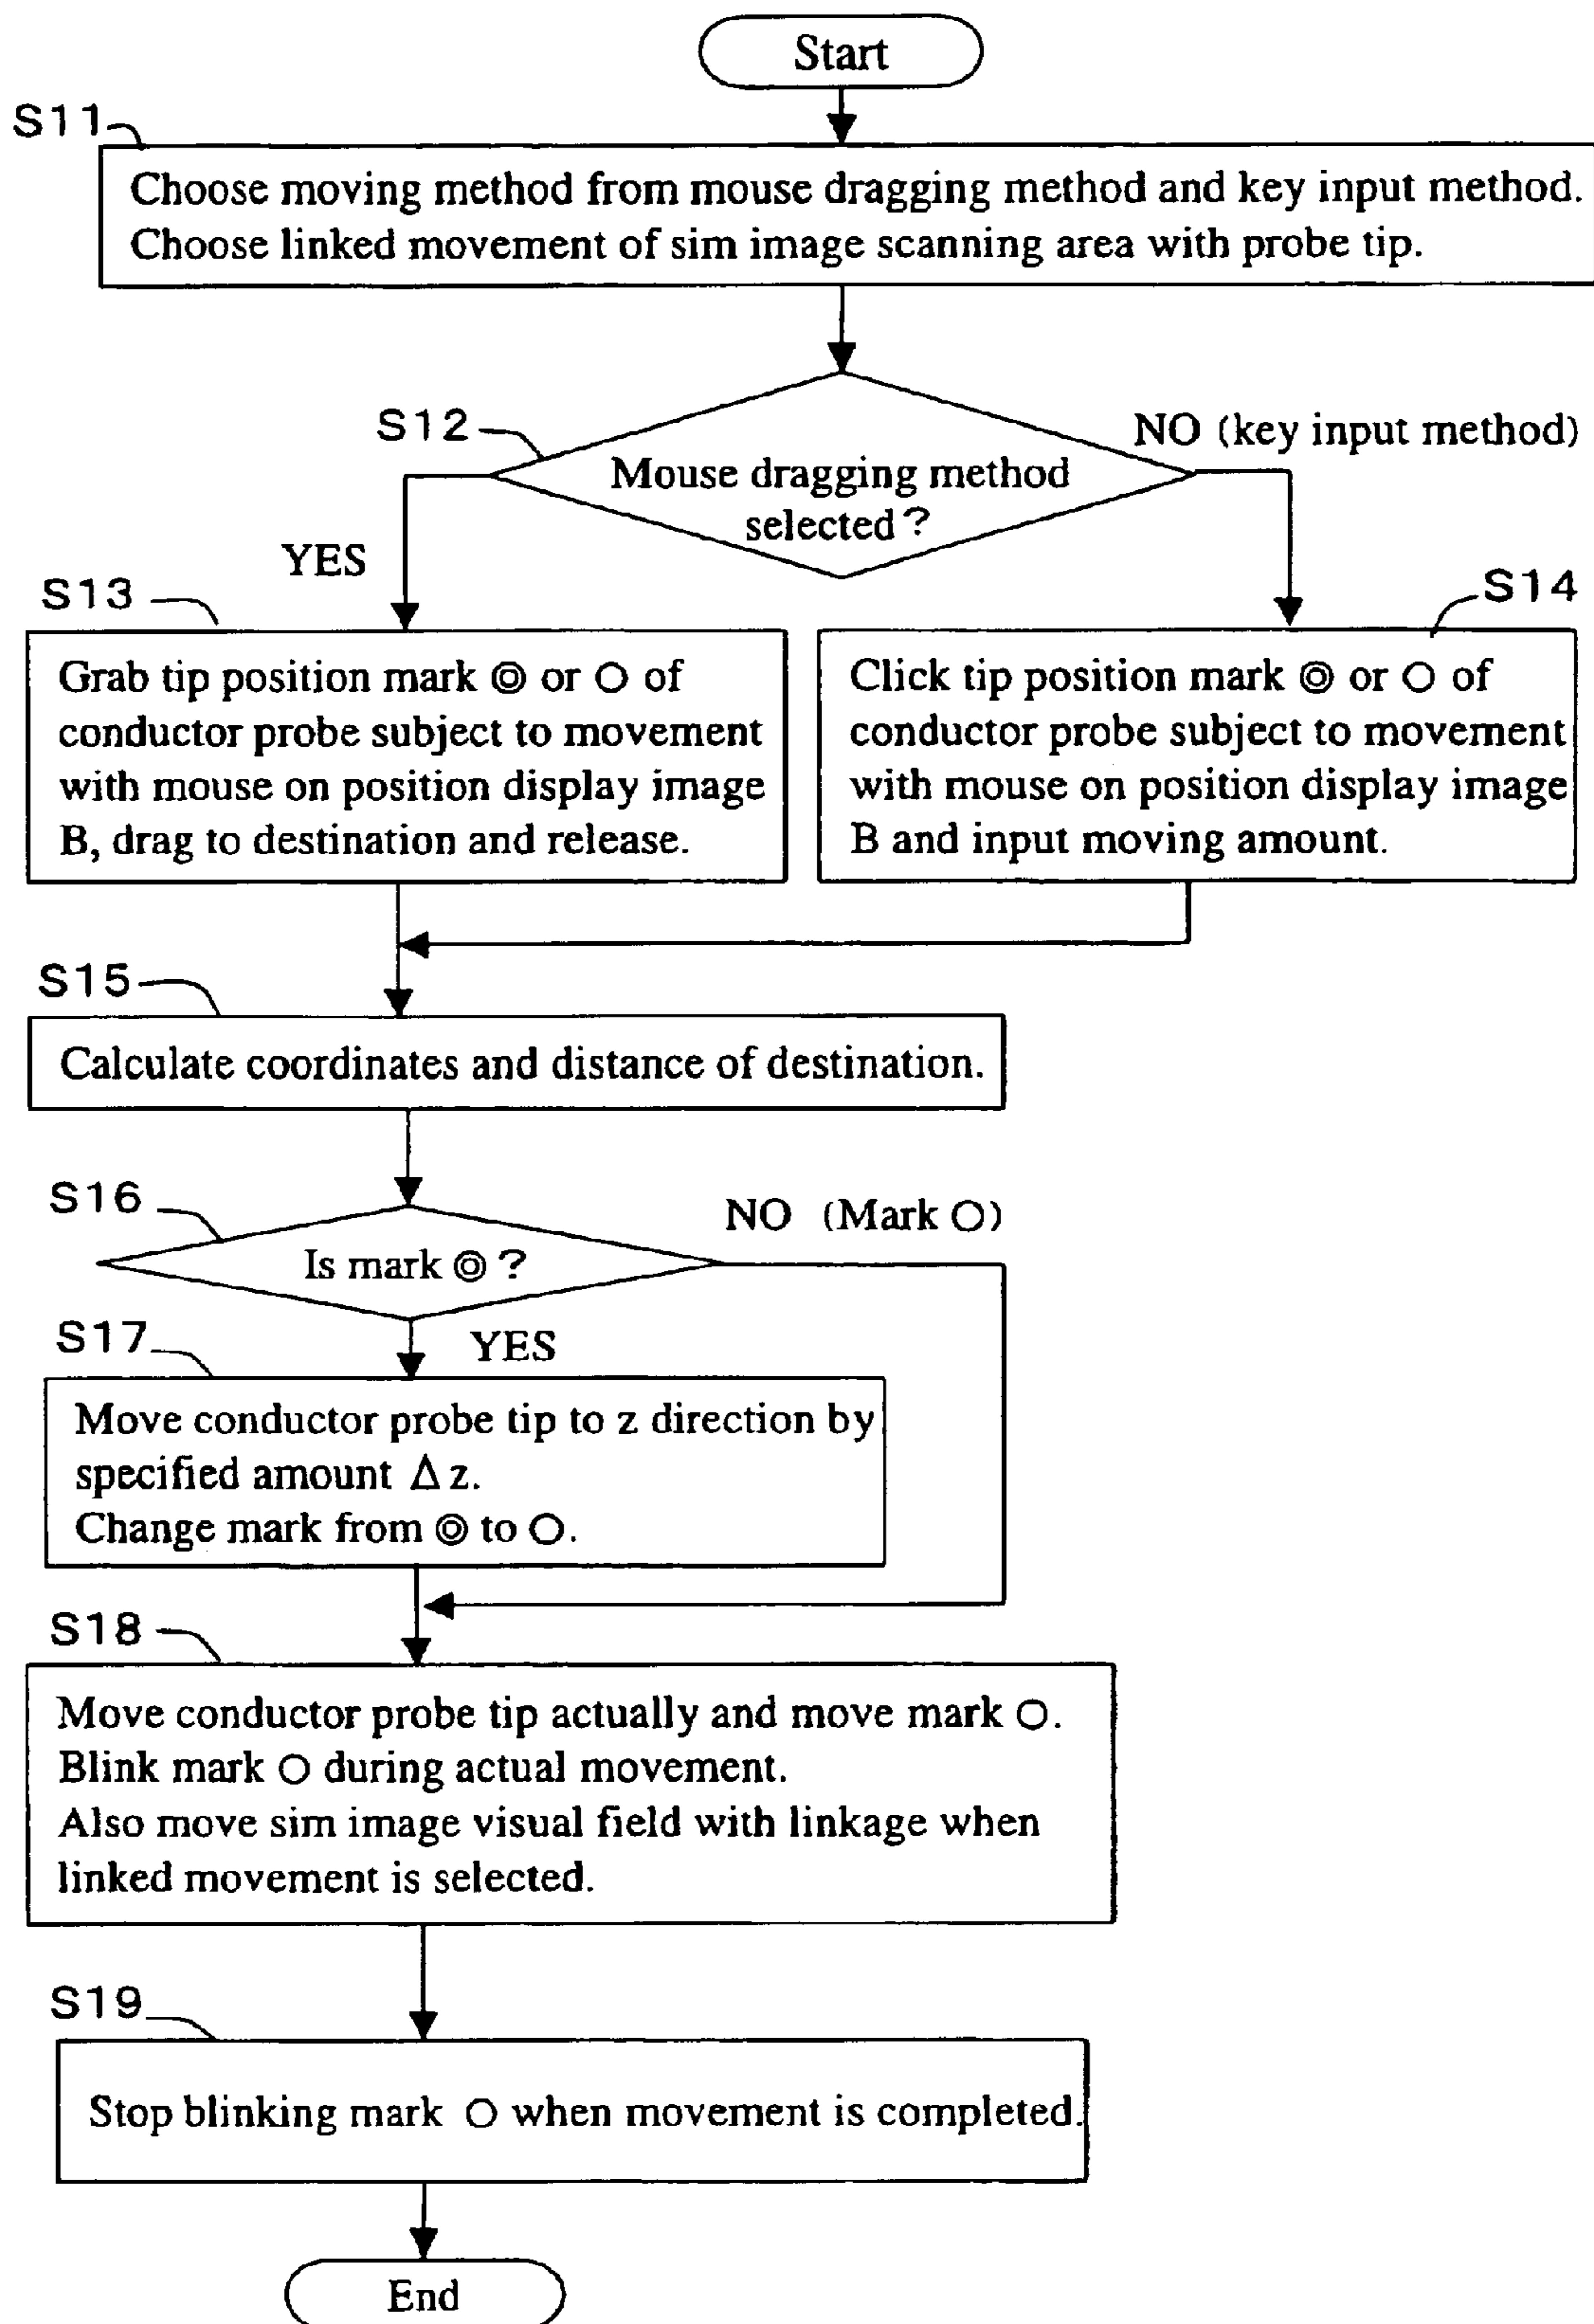 Start
S11
Choose moving method from mouse dragging method and key input method.
Choose linked movement of sim image scanning area with probe tip.
S12
NO (key input method)
Mouse dragging method
selected?
YES
S13
S14
Grab tip position mark ◎ or ○ of
conductor probe subject to movement
with mouse on position display image
B, drag to destination and release.
Click tip position mark ◎ or ○ of
conductor probe subject to movement
with mouse on position display image
B and input moving amount.
S15
Calculate coordinates and distance of destination.
S16
NO (Mark ○)
Is mark ◎ ?
S17
YES
Move conductor probe tip to z direction by
specified amount Δ z.
Change mark from ◎ to ○.
S18
Move conductor probe tip actually and move mark ○.
Blink mark ○ during actual movement.
Also move sim image visual field with linkage when
linked movement is selected.
S19
Stop blinking mark ○ when movement is completed.
End